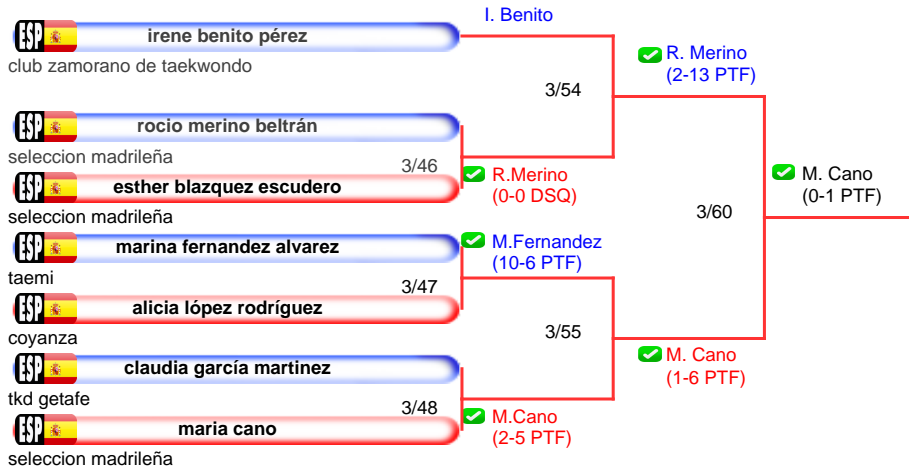 I. Benito
ESP irene benito pérez
club zamorano de taekwondo
R. Merino
(2-13 PTF)
3/54
ESP rocio merino beltrán
seleccion madrileña
3/46
R.Merino
(0-0 DSQ)
ESP esther blazquez escudero
seleccion madrileña
M. Cano
(0-1 PTF)
3/60
ESP marina fernandez alvarez
taemi
M.Fernandez
(10-6 PTF)
3/47
ESP alicia lópez rodríguez
coyanza
3/55
ESP claudia garcía martinez
tkd getafe
M. Cano
(1-6 PTF)
3/48
M.Cano
(2-5 PTF)
ESP maria cano
seleccion madrileña